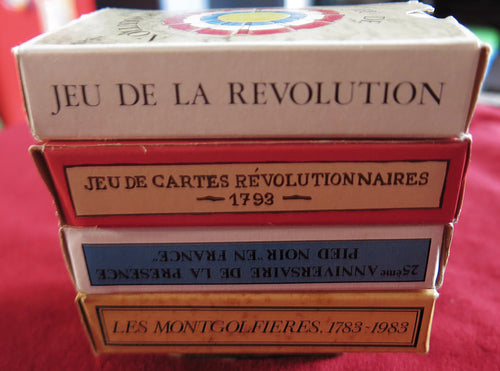 JEU DE LA REVOLUTION
JEU DE CARTES RÉVOLUTIONNAIRES
— 1793 —
25ème ANNIVERSAIRE DE LA PRESENCE
PIED NOIR "EN FRANCE"
LES MONTGOLFIERES. 1783-1983